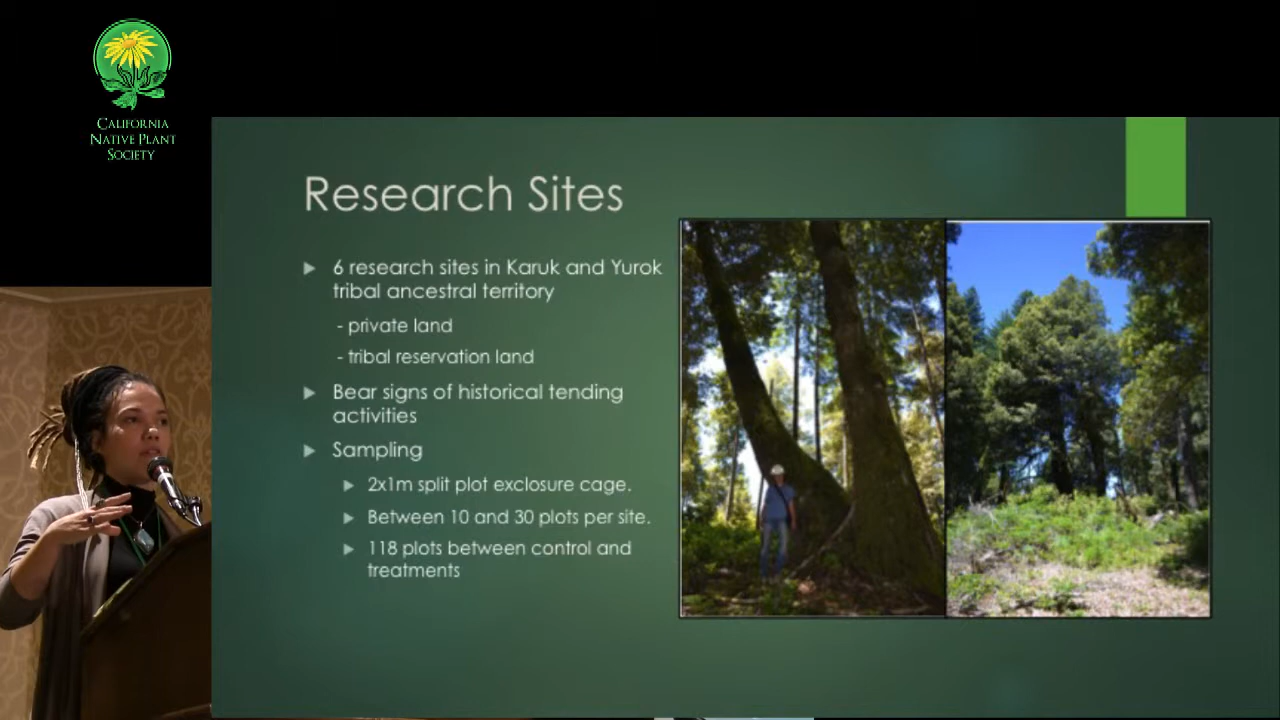 CALIFORNIA
NATIVE PLANT
SOCIETY
Research Sites
6 research sites in Karuk and Yurok
tribal ancestral territory
- private land
- tribal reservation land
Bear signs of historical tending
activities
Sampling
2x1m split plot exclosure cage.
Between 10 and 30 plots per site.
118 plots between control and
treatments